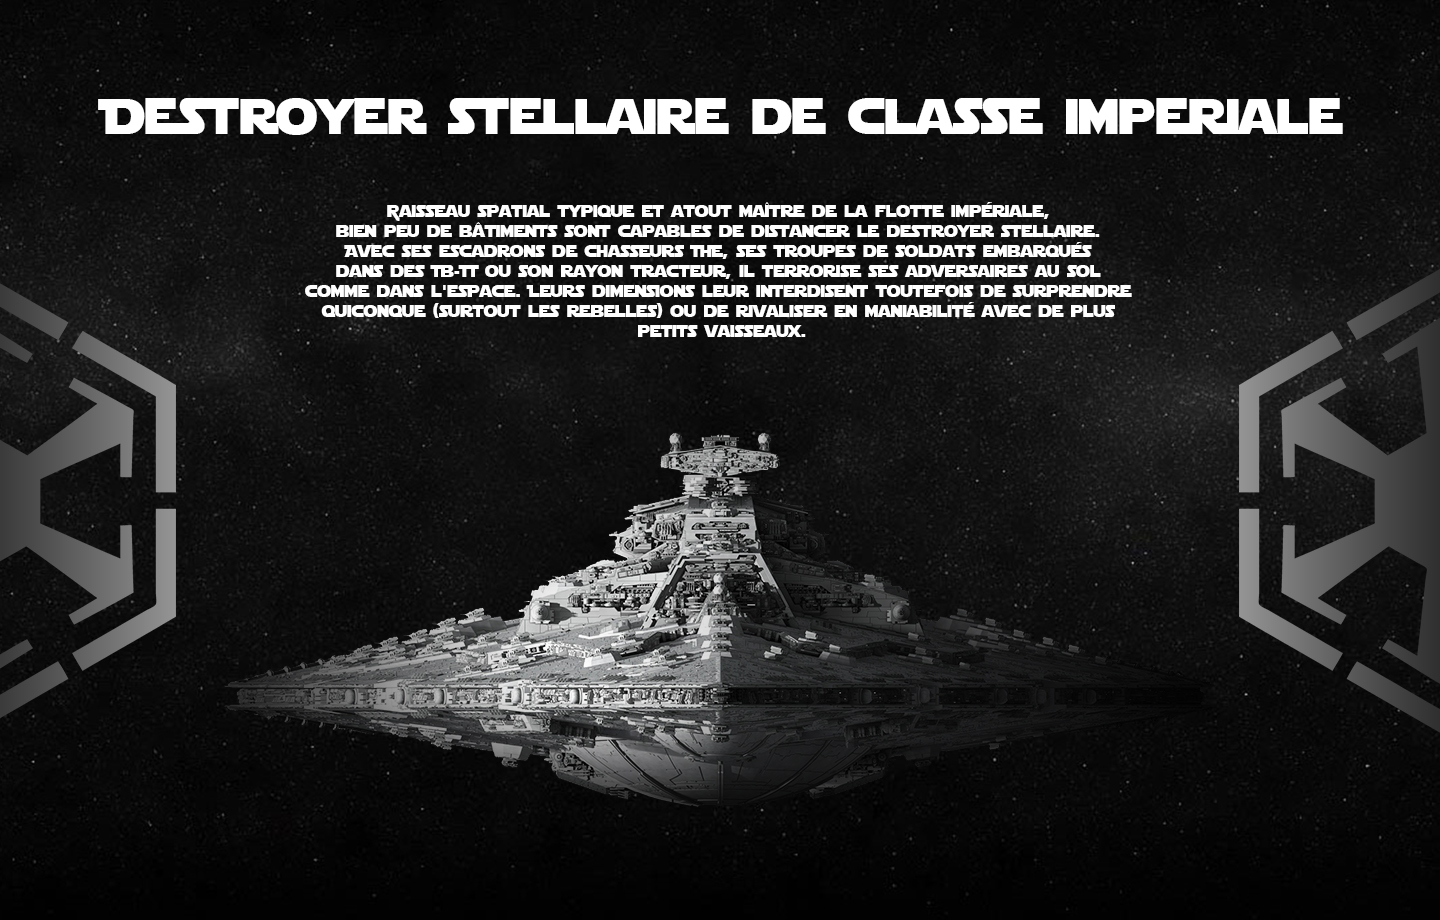 DESTROYER STELLAIRE DE CLASSE IMPERIALE
RAISSEAU SPATIAL TYPIQUE ET ATOUT MAÎTRE DE LA FLOTTE IMPÉRIALE,
BIEN PEU DE BÂTIMENTS SONT CAPABLES DE DISTANCER LE DESTROYER STELLAIRE.
AVEC SES ESCADRONS DE CHASSEURS THE, SES TROUPES DE SOLDATS EMBARQUÉS
DANS DES TB-TT OU SON RAYON TRACTEUR, IL TERRORISE SES ADVERSAIRES AU SOL
COMME DANS L'ESPACE. LEURS DIMENSIONS LEUR INTERDISENT TOUTEFOIS DE SURPRENDRE
QUICONQUE (SURTOUT LES REBELLES) OU DE RIVALISER EN MANIABILITÉ AVEC DE PLUS
PETITS VAISSEAUX.